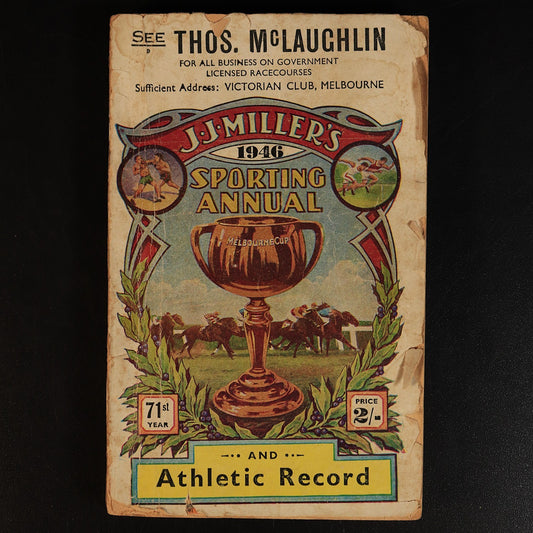 SEE THOS. McLAUGHLIN
D
FOR ALL BUSINESS ON GOVERNMENT
LICENSED RACECOURSES
Sufficient Address: VICTORIAN CLUB, MELBOURNE
J.J. MILLER'S
1946
SPORTING
ANNUAL
MELBOURNE CUP
71st
YEAR
PRICE
2/-
AND
Athletic Record